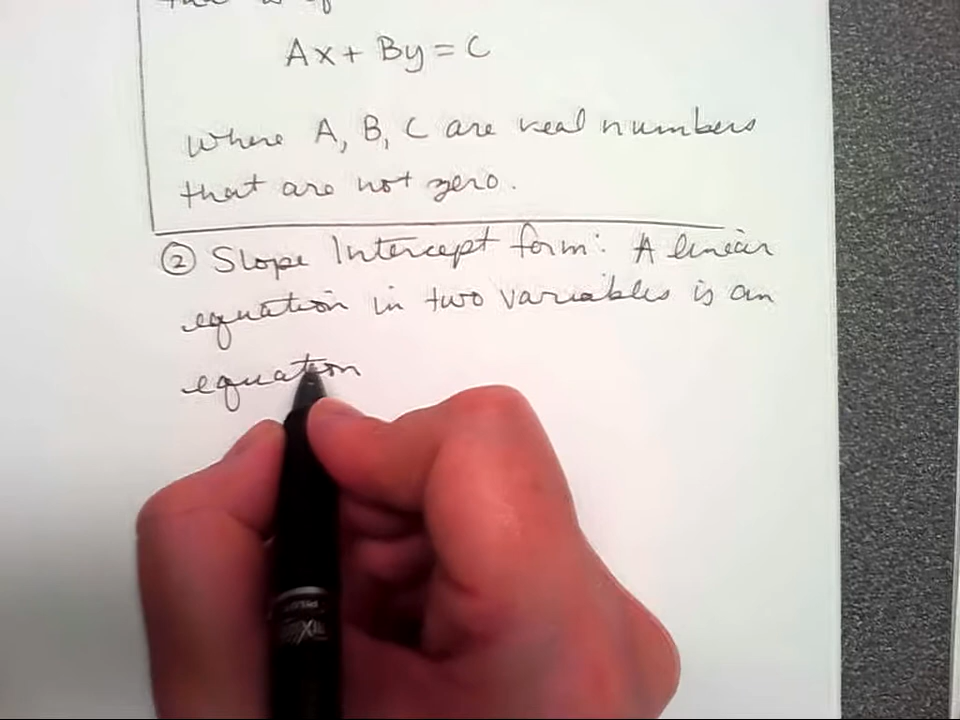 Ax + By = C
where A, B, C are real numbers
that are not zero.
② Slope Intercept form: A linear
equation in two variables is an
equation